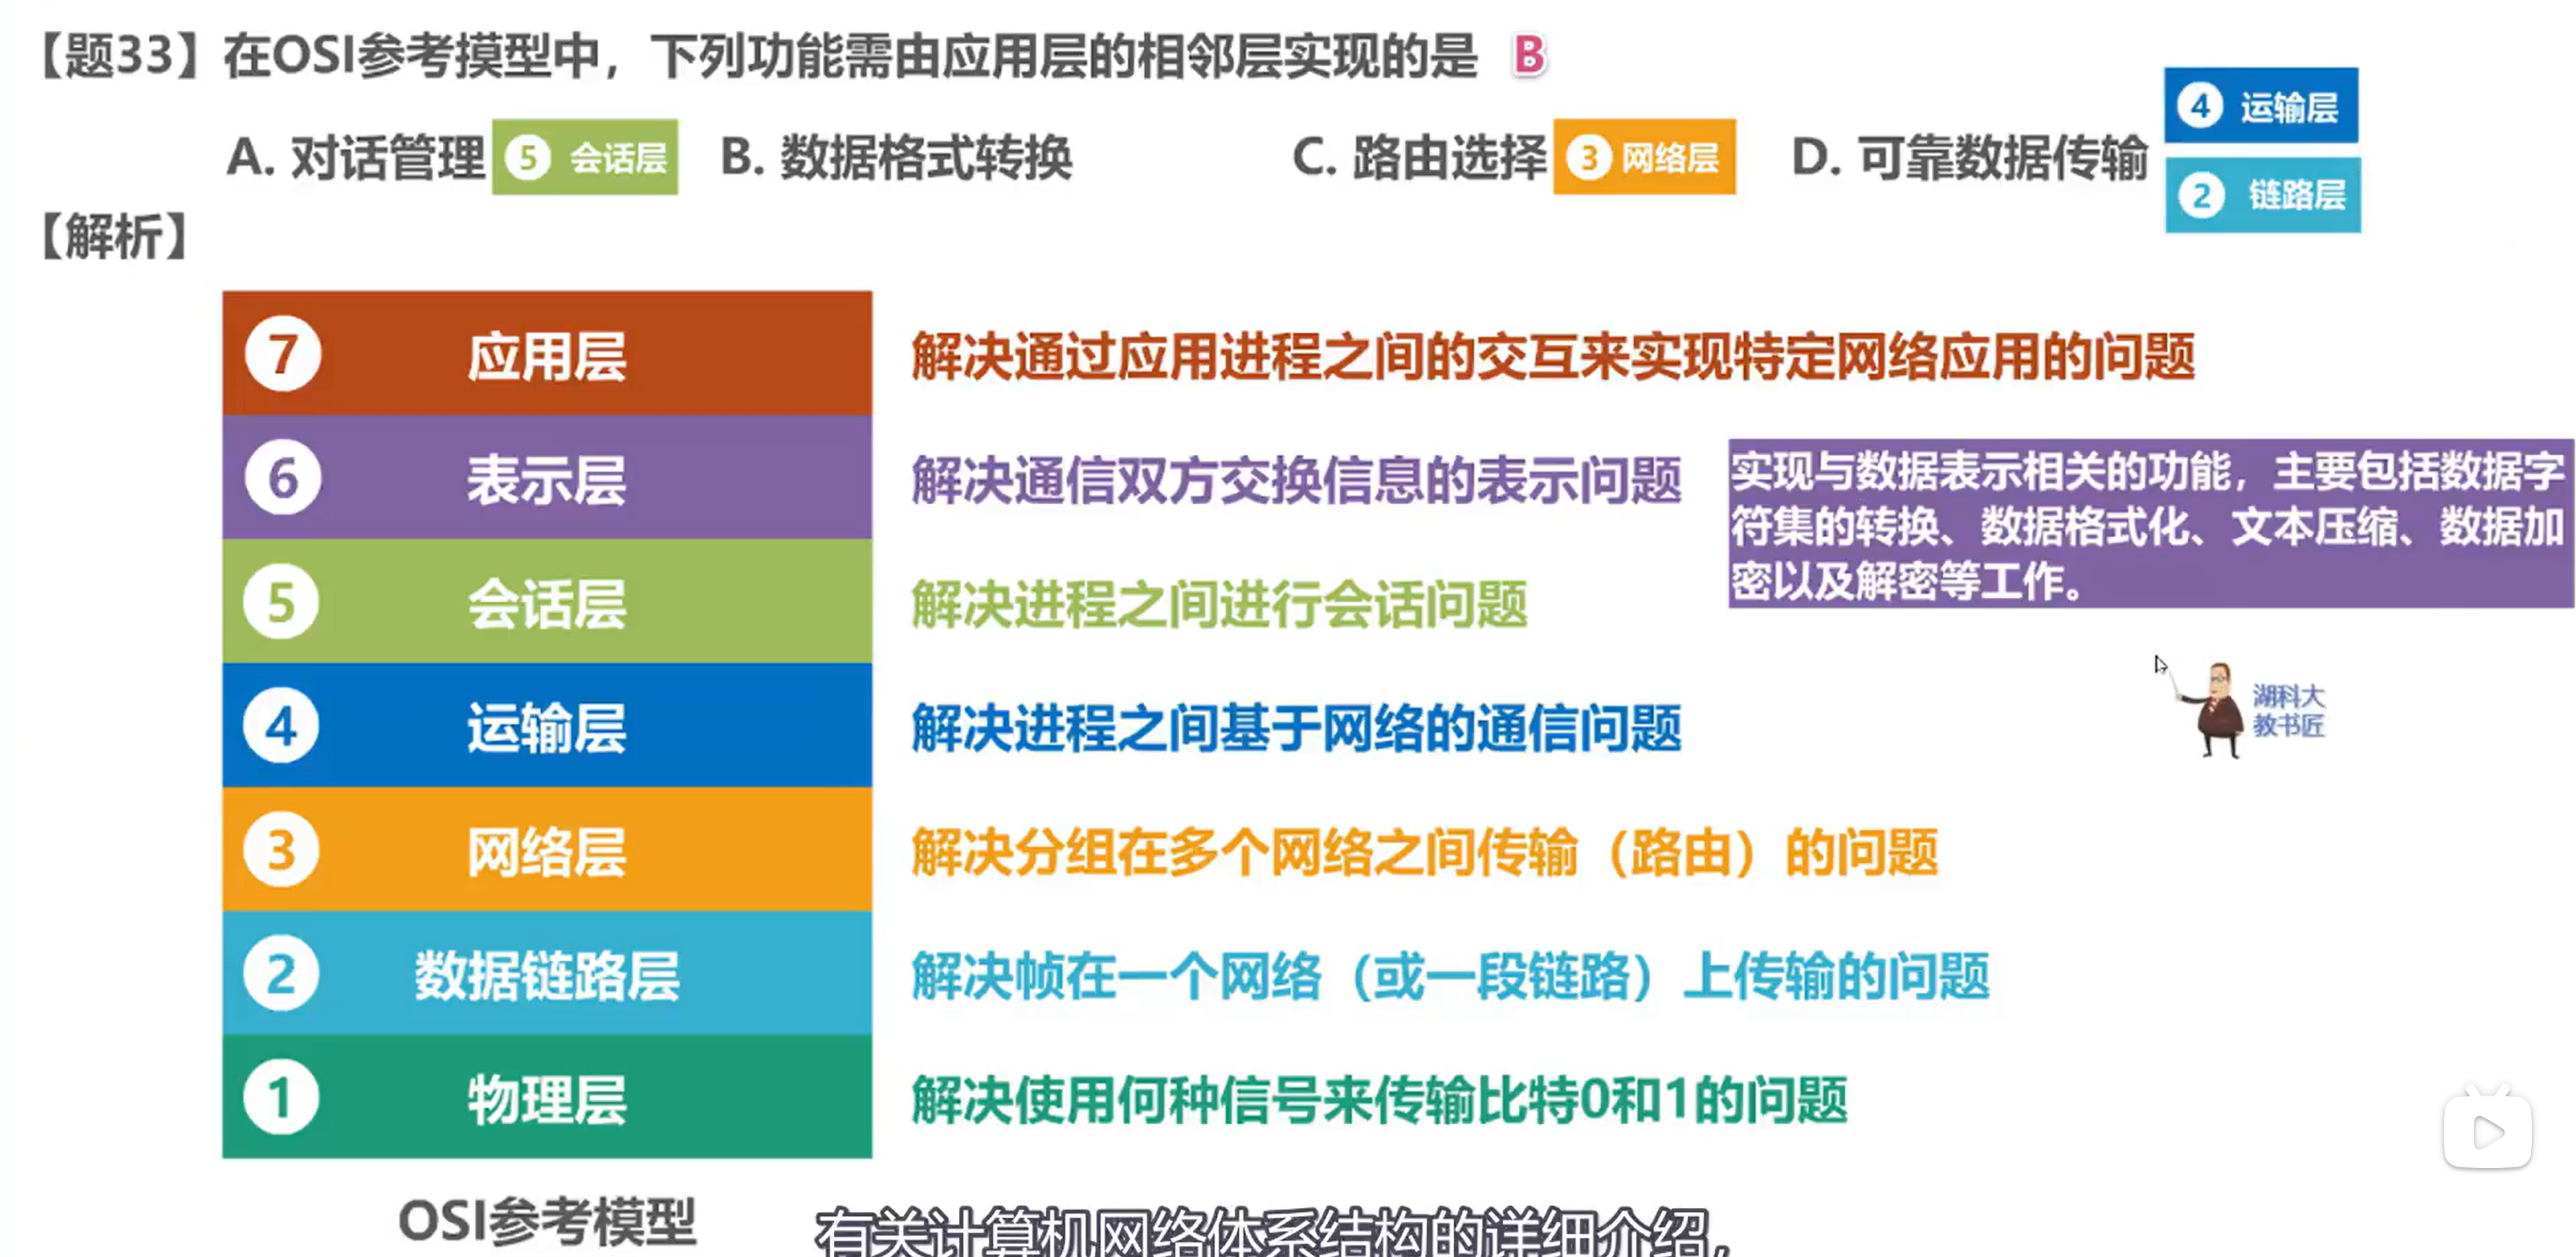 【题33】在OSI参考摸型中，下列功能需由应用层的相邻层实现的是 B
A. 对话管理 ⑤ 会话层 B. 数据格式转换 C. 路由选择 ③ 网络层 D. 可靠数据传输 ④ 运输层
② 链路层
【解析】
⑦ 应用层 解决通过应用进程之间的交互来实现特定网络应用的问题
⑥ 表示层 解决通信双方交换信息的表示问题
实现与数据表示相关的功能，主要包括数据字
符集的转换、数据格式化、文本压缩、数据加
密以及解密等工作。
⑤ 会话层 解决进程之间进行会话问题
④ 运输层 解决进程之间基于网络的通信问题
湖科大
教书匠
③ 网络层 解决分组在多个网络之间传输（路由）的问题
② 数据链路层 解决帧在一个网络（或一段链路）上传输的问题
① 物理层 解决使用何种信号来传输比特0和1的问题
OSI参考模型
有关计算机网络体系结构的详细介绍，